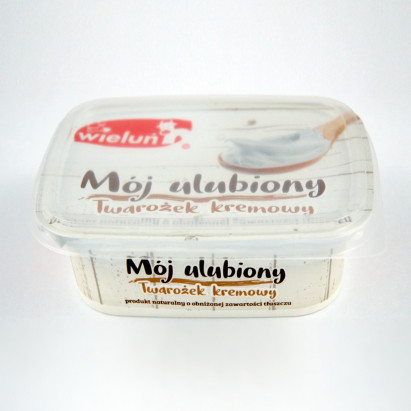 wieluń
Mój ulubiony
Twarożek kremowy
Mój ulubiony
Twarożek kremowy
produkt naturalny o obniżonej zawartości tłuszczu